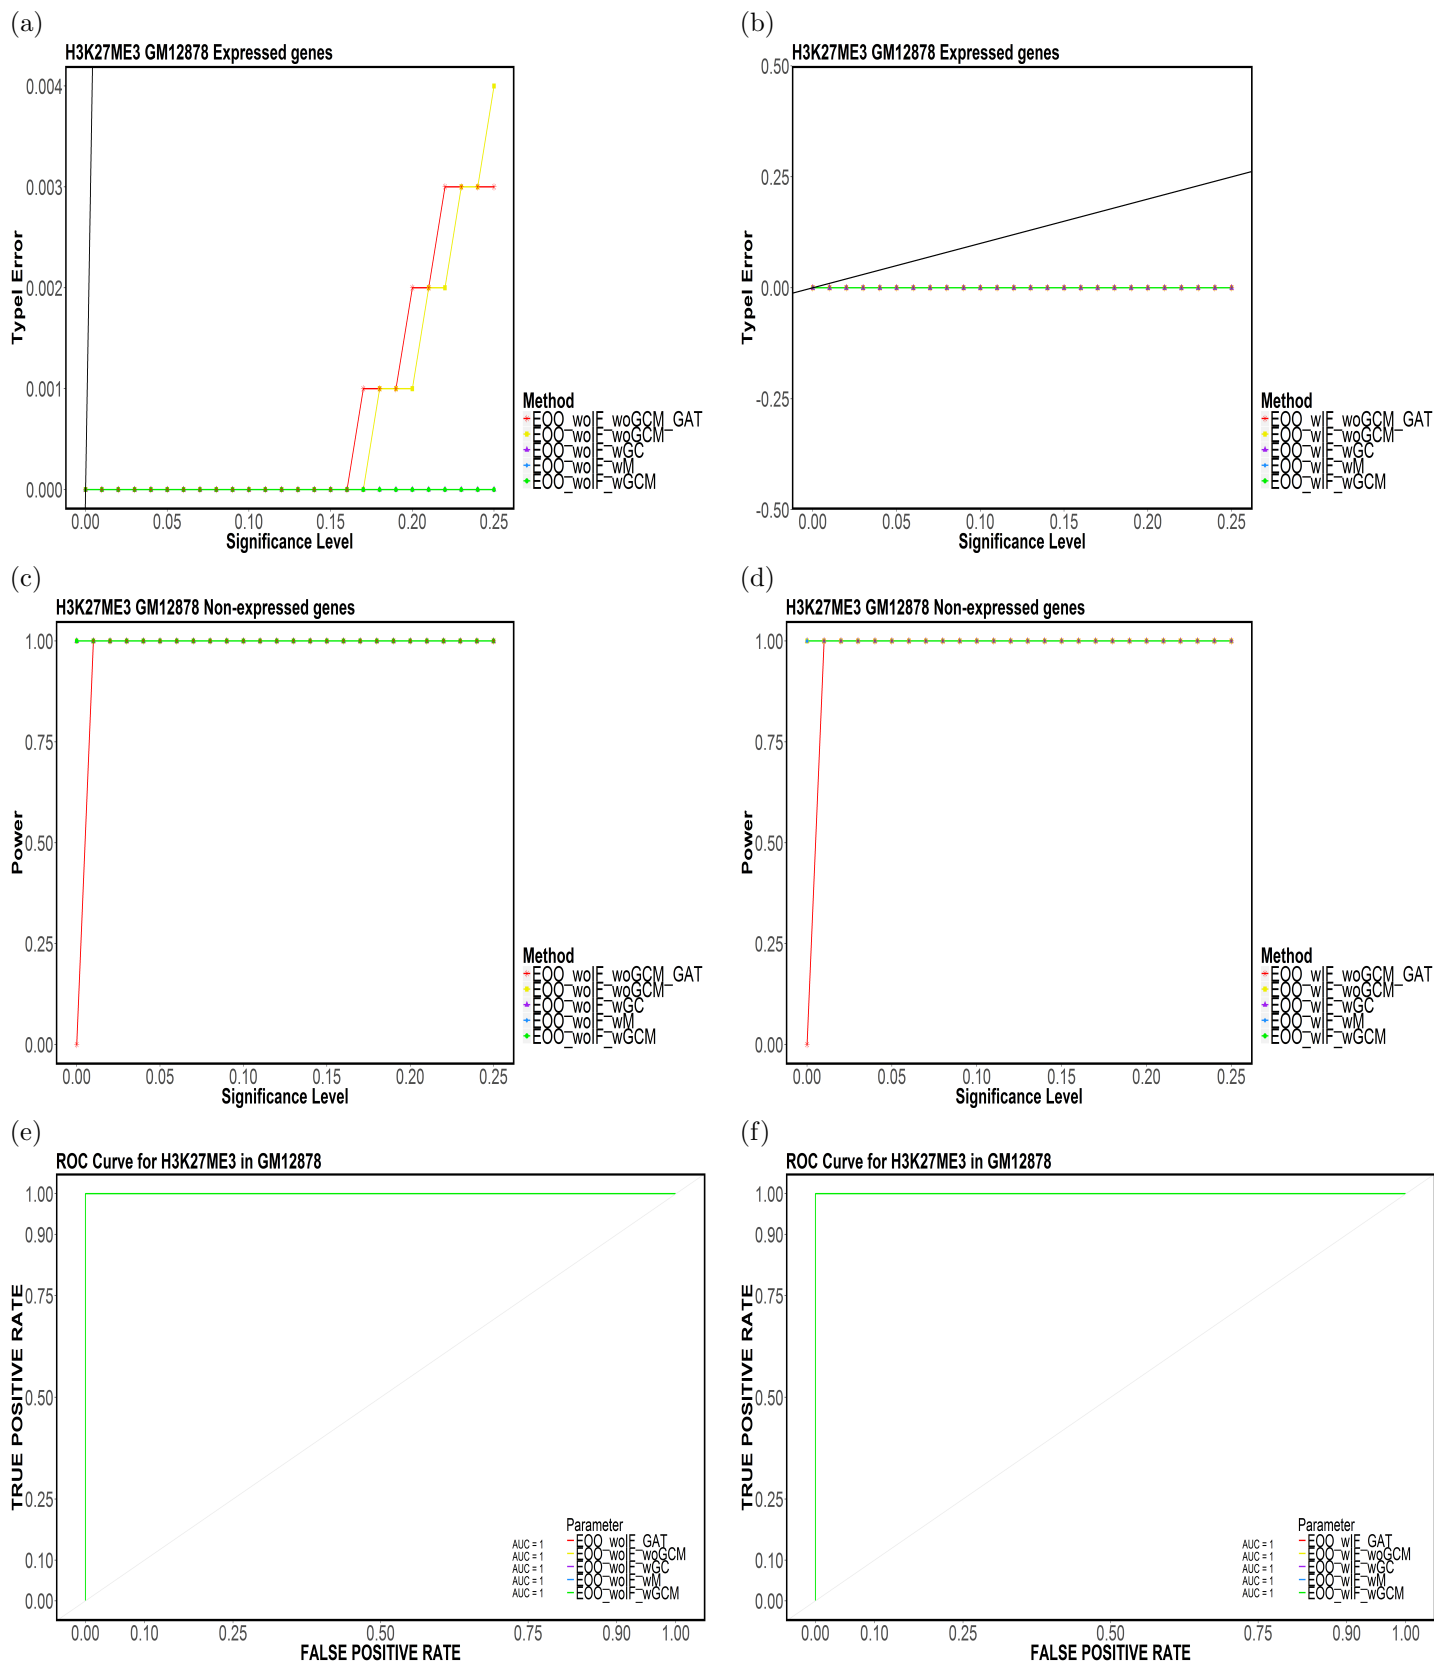 (a)
H3K27ME3 GM12878 Expressed genes
TypeI Error
0.004
0.003
0.002
0.001
0.000
0.00 0.05 0.10 0.15 0.20 0.25
Significance Level
Method
EOO_woIF_woGCM_GAT
EOO_woIF_woGCM
EOO_woIF_wGC
EOO_woIF_wM
EOO_woIF_wGCM
(b)
H3K27ME3 GM12878 Expressed genes
TypeI Error
0.50
0.25
0.00
-0.25
-0.50
0.00 0.05 0.10 0.15 0.20 0.25
Significance Level
Method
EOO_wIF_woGCM_GAT
EOO_wIF_woGCM
EOO_wIF_wGC
EOO_wIF_wM
EOO_wIF_wGCM
(c)
H3K27ME3 GM12878 Non-expressed genes
Power
1.00
0.75
0.50
0.25
0.00
0.00 0.05 0.10 0.15 0.20 0.25
Significance Level
Method
EOO_woIF_woGCM_GAT
EOO_woIF_woGCM
EOO_woIF_wGC
EOO_woIF_wM
EOO_woIF_wGCM
(d)
H3K27ME3 GM12878 Non-expressed genes
Power
1.00
0.75
0.50
0.25
0.00
0.00 0.05 0.10 0.15 0.20 0.25
Significance Level
Method
EOO_wIF_woGCM_GAT
EOO_wIF_woGCM
EOO_wIF_wGC
EOO_wIF_wM
EOO_wIF_wGCM
(e)
ROC Curve for H3K27ME3 in GM12878
TRUE POSITIVE RATE
1.00
0.90
0.75
0.50
0.25
0.10
0.00
0.00 0.10 0.25 0.50 0.75 0.90 1.00
FALSE POSITIVE RATE
Parameter
AUC = 1 EOO_woIF_GAT
AUC = 1 EOO_woIF_woGCM
AUC = 1 EOO_woIF_wGC
AUC = 1 EOO_woIF_wM
AUC = 1 EOO_woIF_wGCM
(f)
ROC Curve for H3K27ME3 in GM12878
TRUE POSITIVE RATE
1.00
0.90
0.75
0.50
0.25
0.10
0.00
0.00 0.10 0.25 0.50 0.75 0.90 1.00
FALSE POSITIVE RATE
Parameter
AUC = 1 EOO_wIF_GAT
AUC = 1 EOO_wIF_woGCM
AUC = 1 EOO_wIF_wGC
AUC = 1 EOO_wIF_wM
AUC = 1 EOO_wIF_wGCM